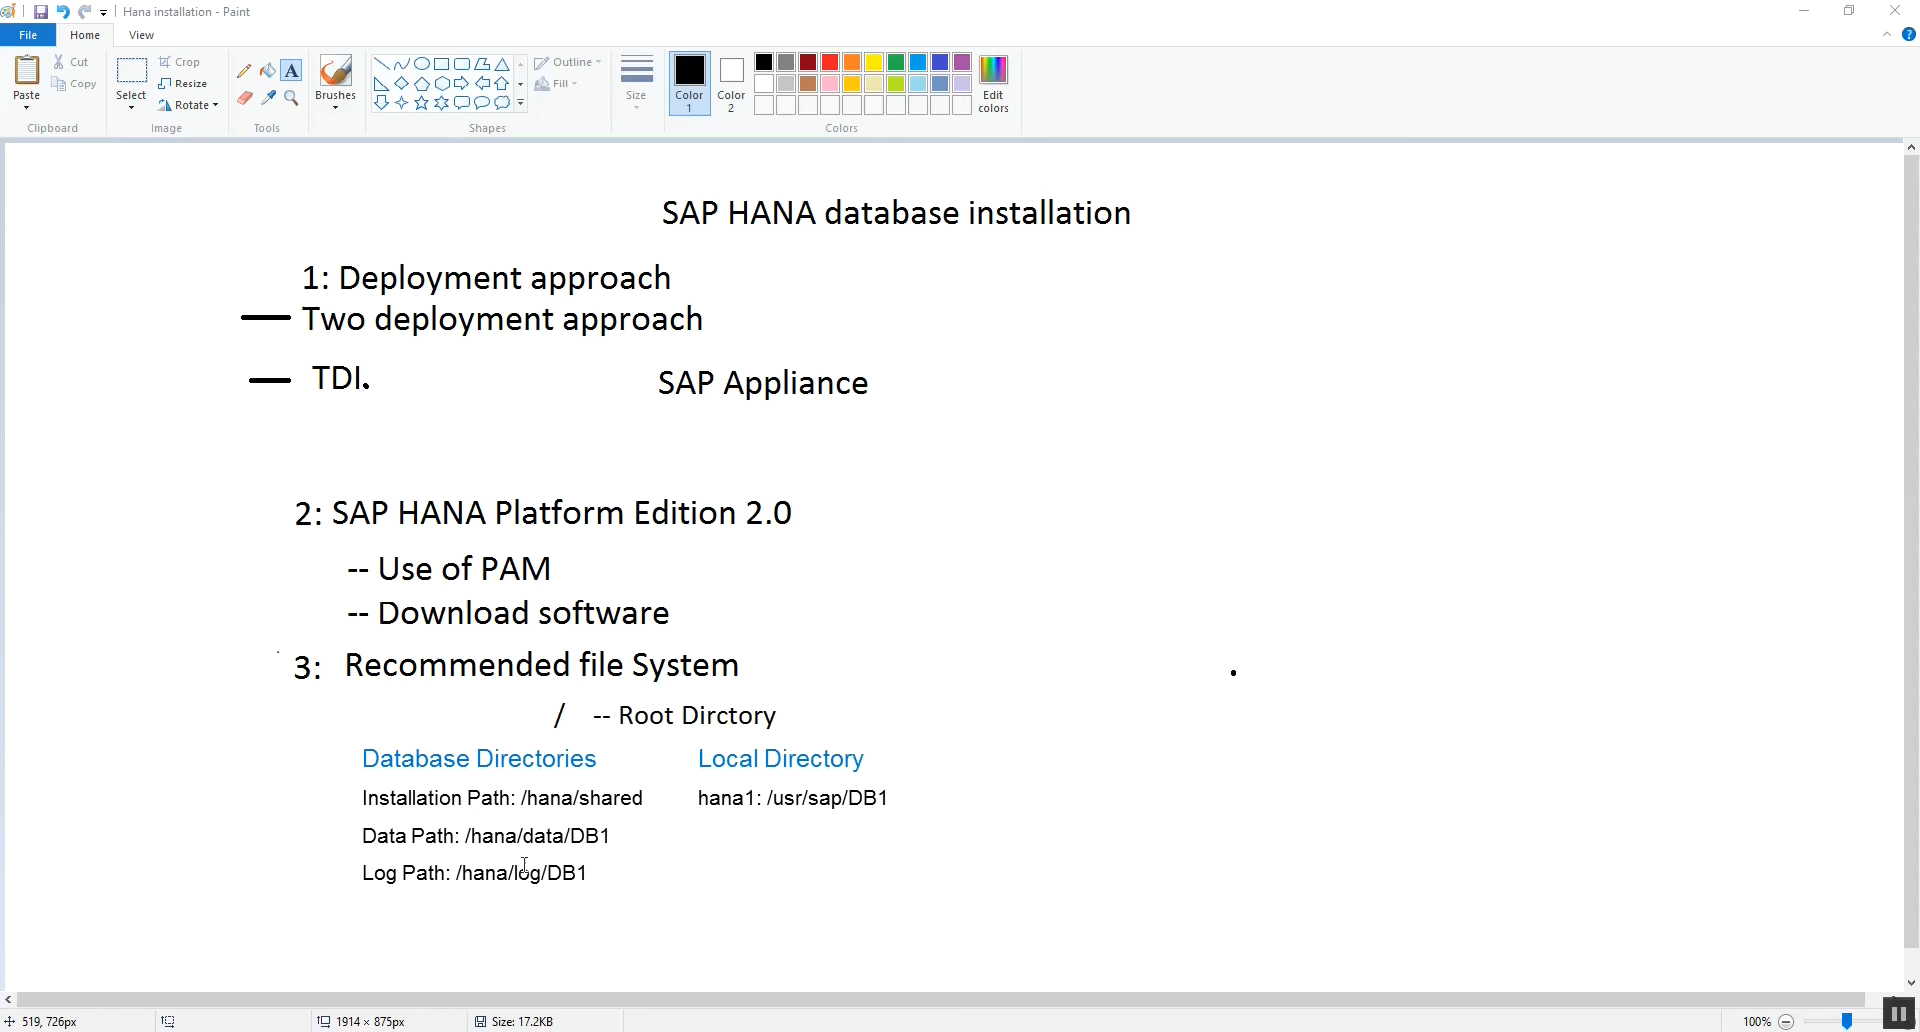 Hana installation - Paint
File Home View
Paste Cut Copy Select Crop Resize Rotate A Brushes Outline Fill Size Color 1 Color 2 Edit colors
Clipboard Image Tools Shapes Colors
SAP HANA database installation
1: Deployment approach
Two deployment approach
TDI. SAP Appliance
2: SAP HANA Platform Edition 2.0
-- Use of PAM
-- Download software
3: Recommended file System
/ -- Root Dirctory
Database Directories Local Directory
Installation Path: /hana/shared hana1: /usr/sap/DB1
Data Path: /hana/data/DB1
Log Path: /hana/log/DB1
519, 726px 1914 × 875px Size: 17.2KB 100%